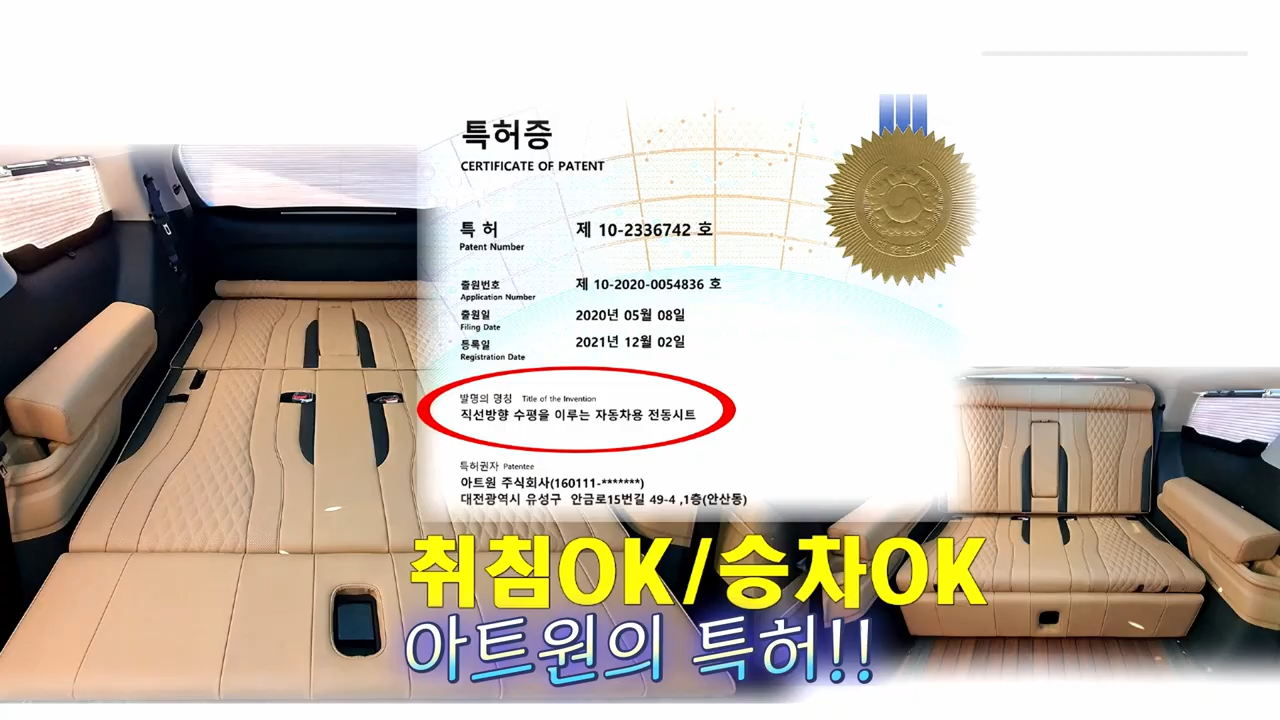 특허증
CERTIFICATE OF PATENT
특 허 제 10-2336742 호
Patent Number
출원번호 제 10-2020-0054836 호
Application Number
출원일 2020년 05월 08일
Filing Date
등록일 2021년 12월 02일
Registration Date
발명의 명칭 Title of the Invention
직선방향 수평을 이루는 자동차용 전동시트
특허권자 Patentee
아트원 주식회사(160111-*******)
대전광역시 유성구 안금로15번길 49-4 ,1층(안산동)
취침OK/승차OK
아트원의 특허!!